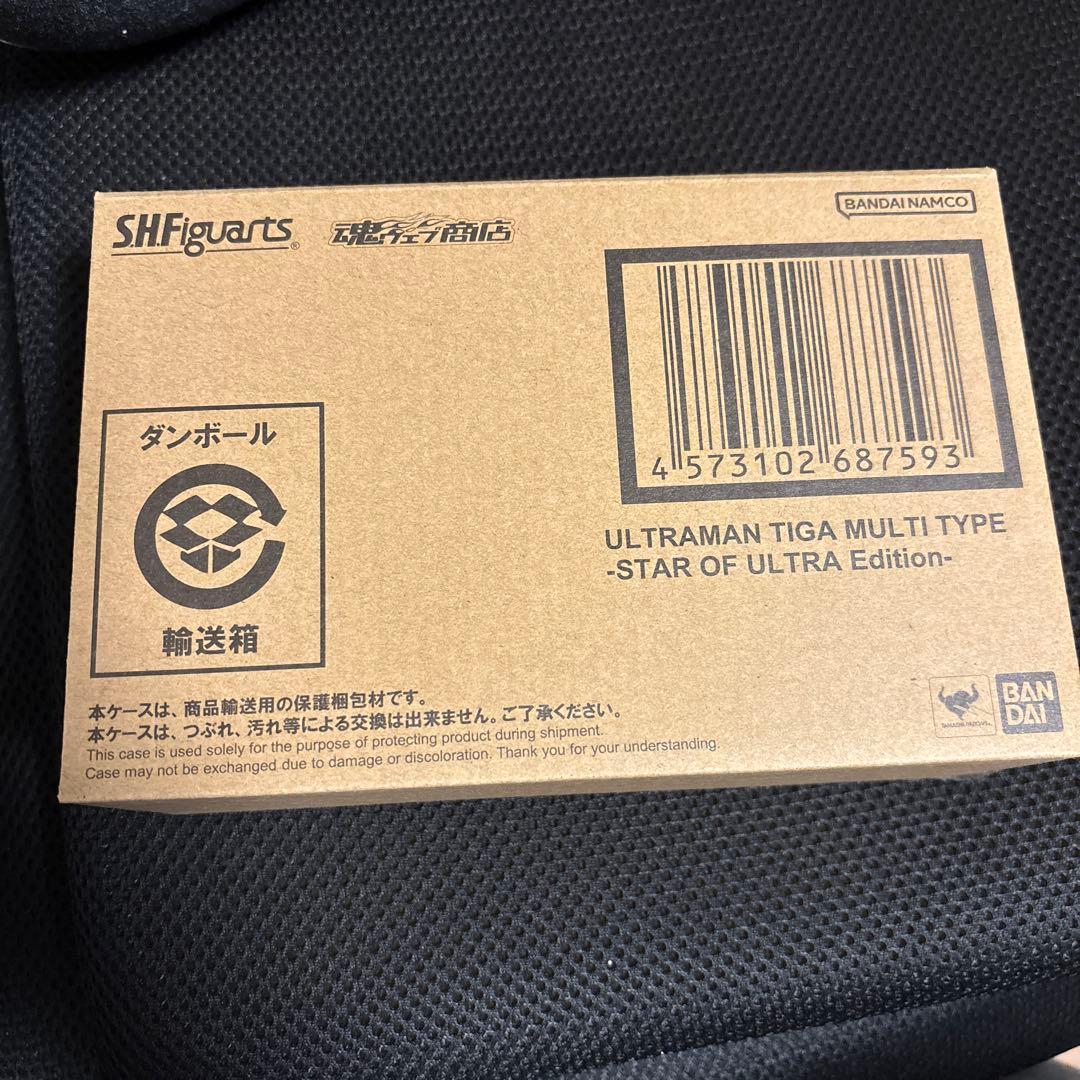 S.H.Figuarts®
魂ウェブ商店
BANDAI NAMCO
4 573102 687593
ULTRAMAN TIGA MULTI TYPE
-STAR OF ULTRA Edition-
ダンボール
輸送箱
本ケースは、商品輸送用の保護梱包材です。
本ケースは、つぶれ、汚れ等による交換は出来ません。ご了承ください。
This case is used solely for the purpose of protecting product during shipment.
Case may not be exchanged due to damage or discoloration. Thank you for your understanding.
TAMASHII NATIONS
BAN
DAI